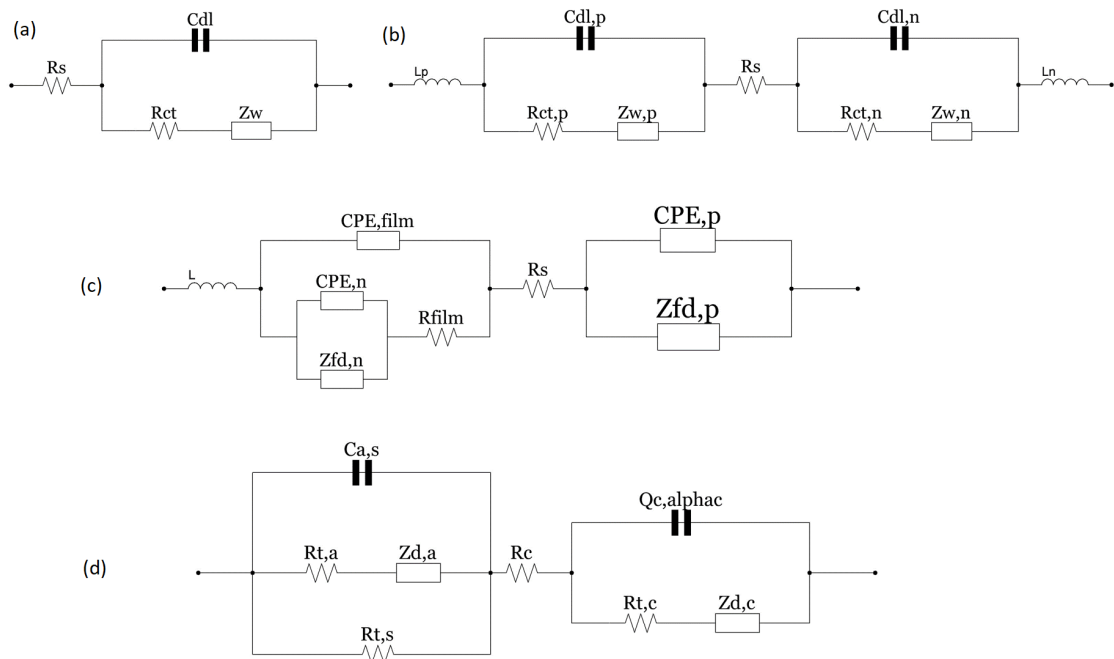 (a)
Cdl
Rs
Rct
Zw
(b)
Cdl,p
Cdl,n
Lp
Rs
Ln
Rct,p
Zw,p
Rct,n
Zw,n
(c)
CPE,film
L
CPE,n
Rfilm
Zfd,n
Rs
CPE,p
Zfd,p
(d)
Ca,s
Rt,a
Zd,a
Rt,s
Rc
Qc,alphac
Rt,c
Zd,c